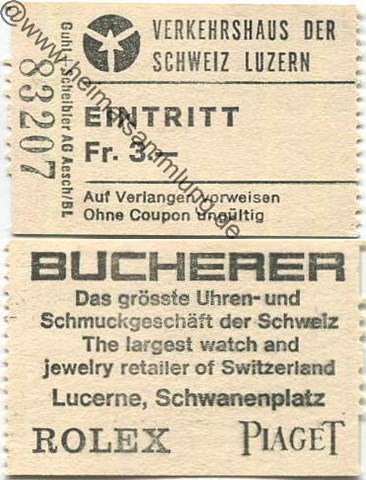 VERKEHRSHAUS DER
SCHWEIZ LUZERN
83207
Guhl + Scheibler AG Aesch/BL
EINTRITT
Fr. 3.—
Auf Verlangen vorweisen
Ohne Coupon ungültig
@www.heimatsammlung.de
BUCHERER
Das grösste Uhren- und
Schmuckgeschäft der Schweiz
The largest watch and
jewelry retailer of Switzerland
Lucerne, Schwanenplatz
ROLEX PIAGET